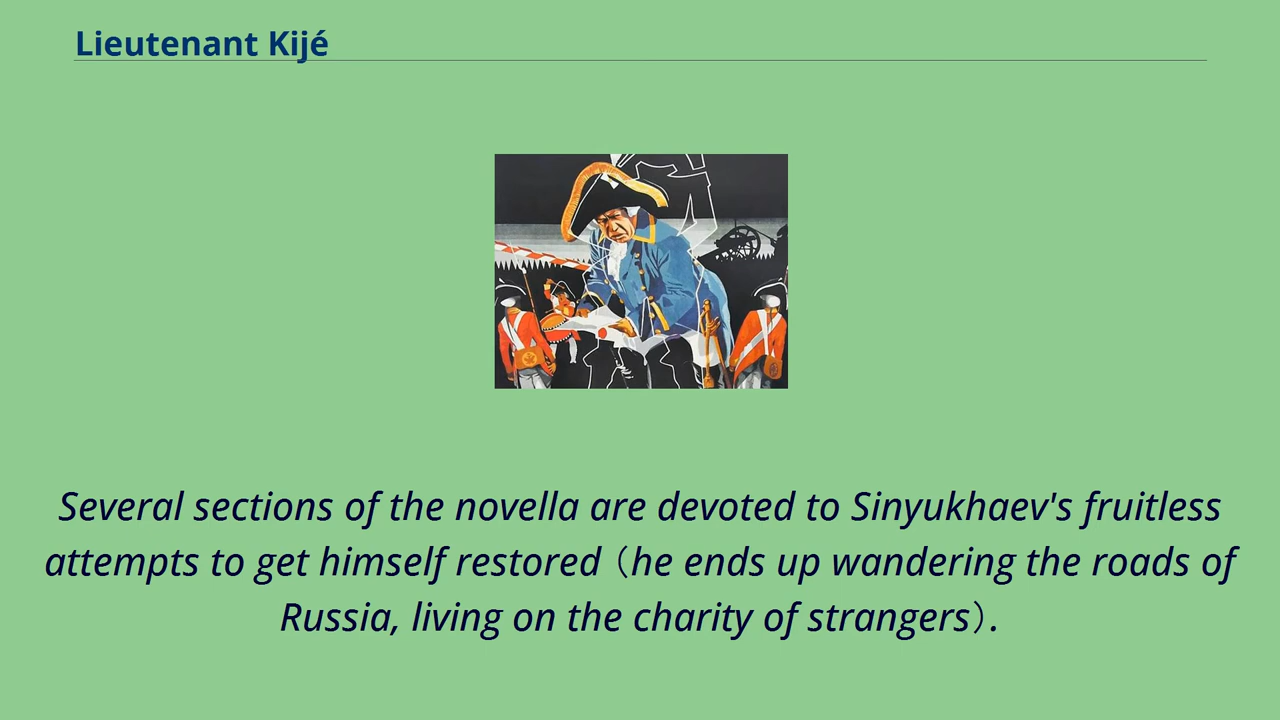 Lieutenant Kijé
Several sections of the novella are devoted to Sinyukhaev's fruitless
attempts to get himself restored（he ends up wandering the roads of
Russia, living on the charity of strangers）.